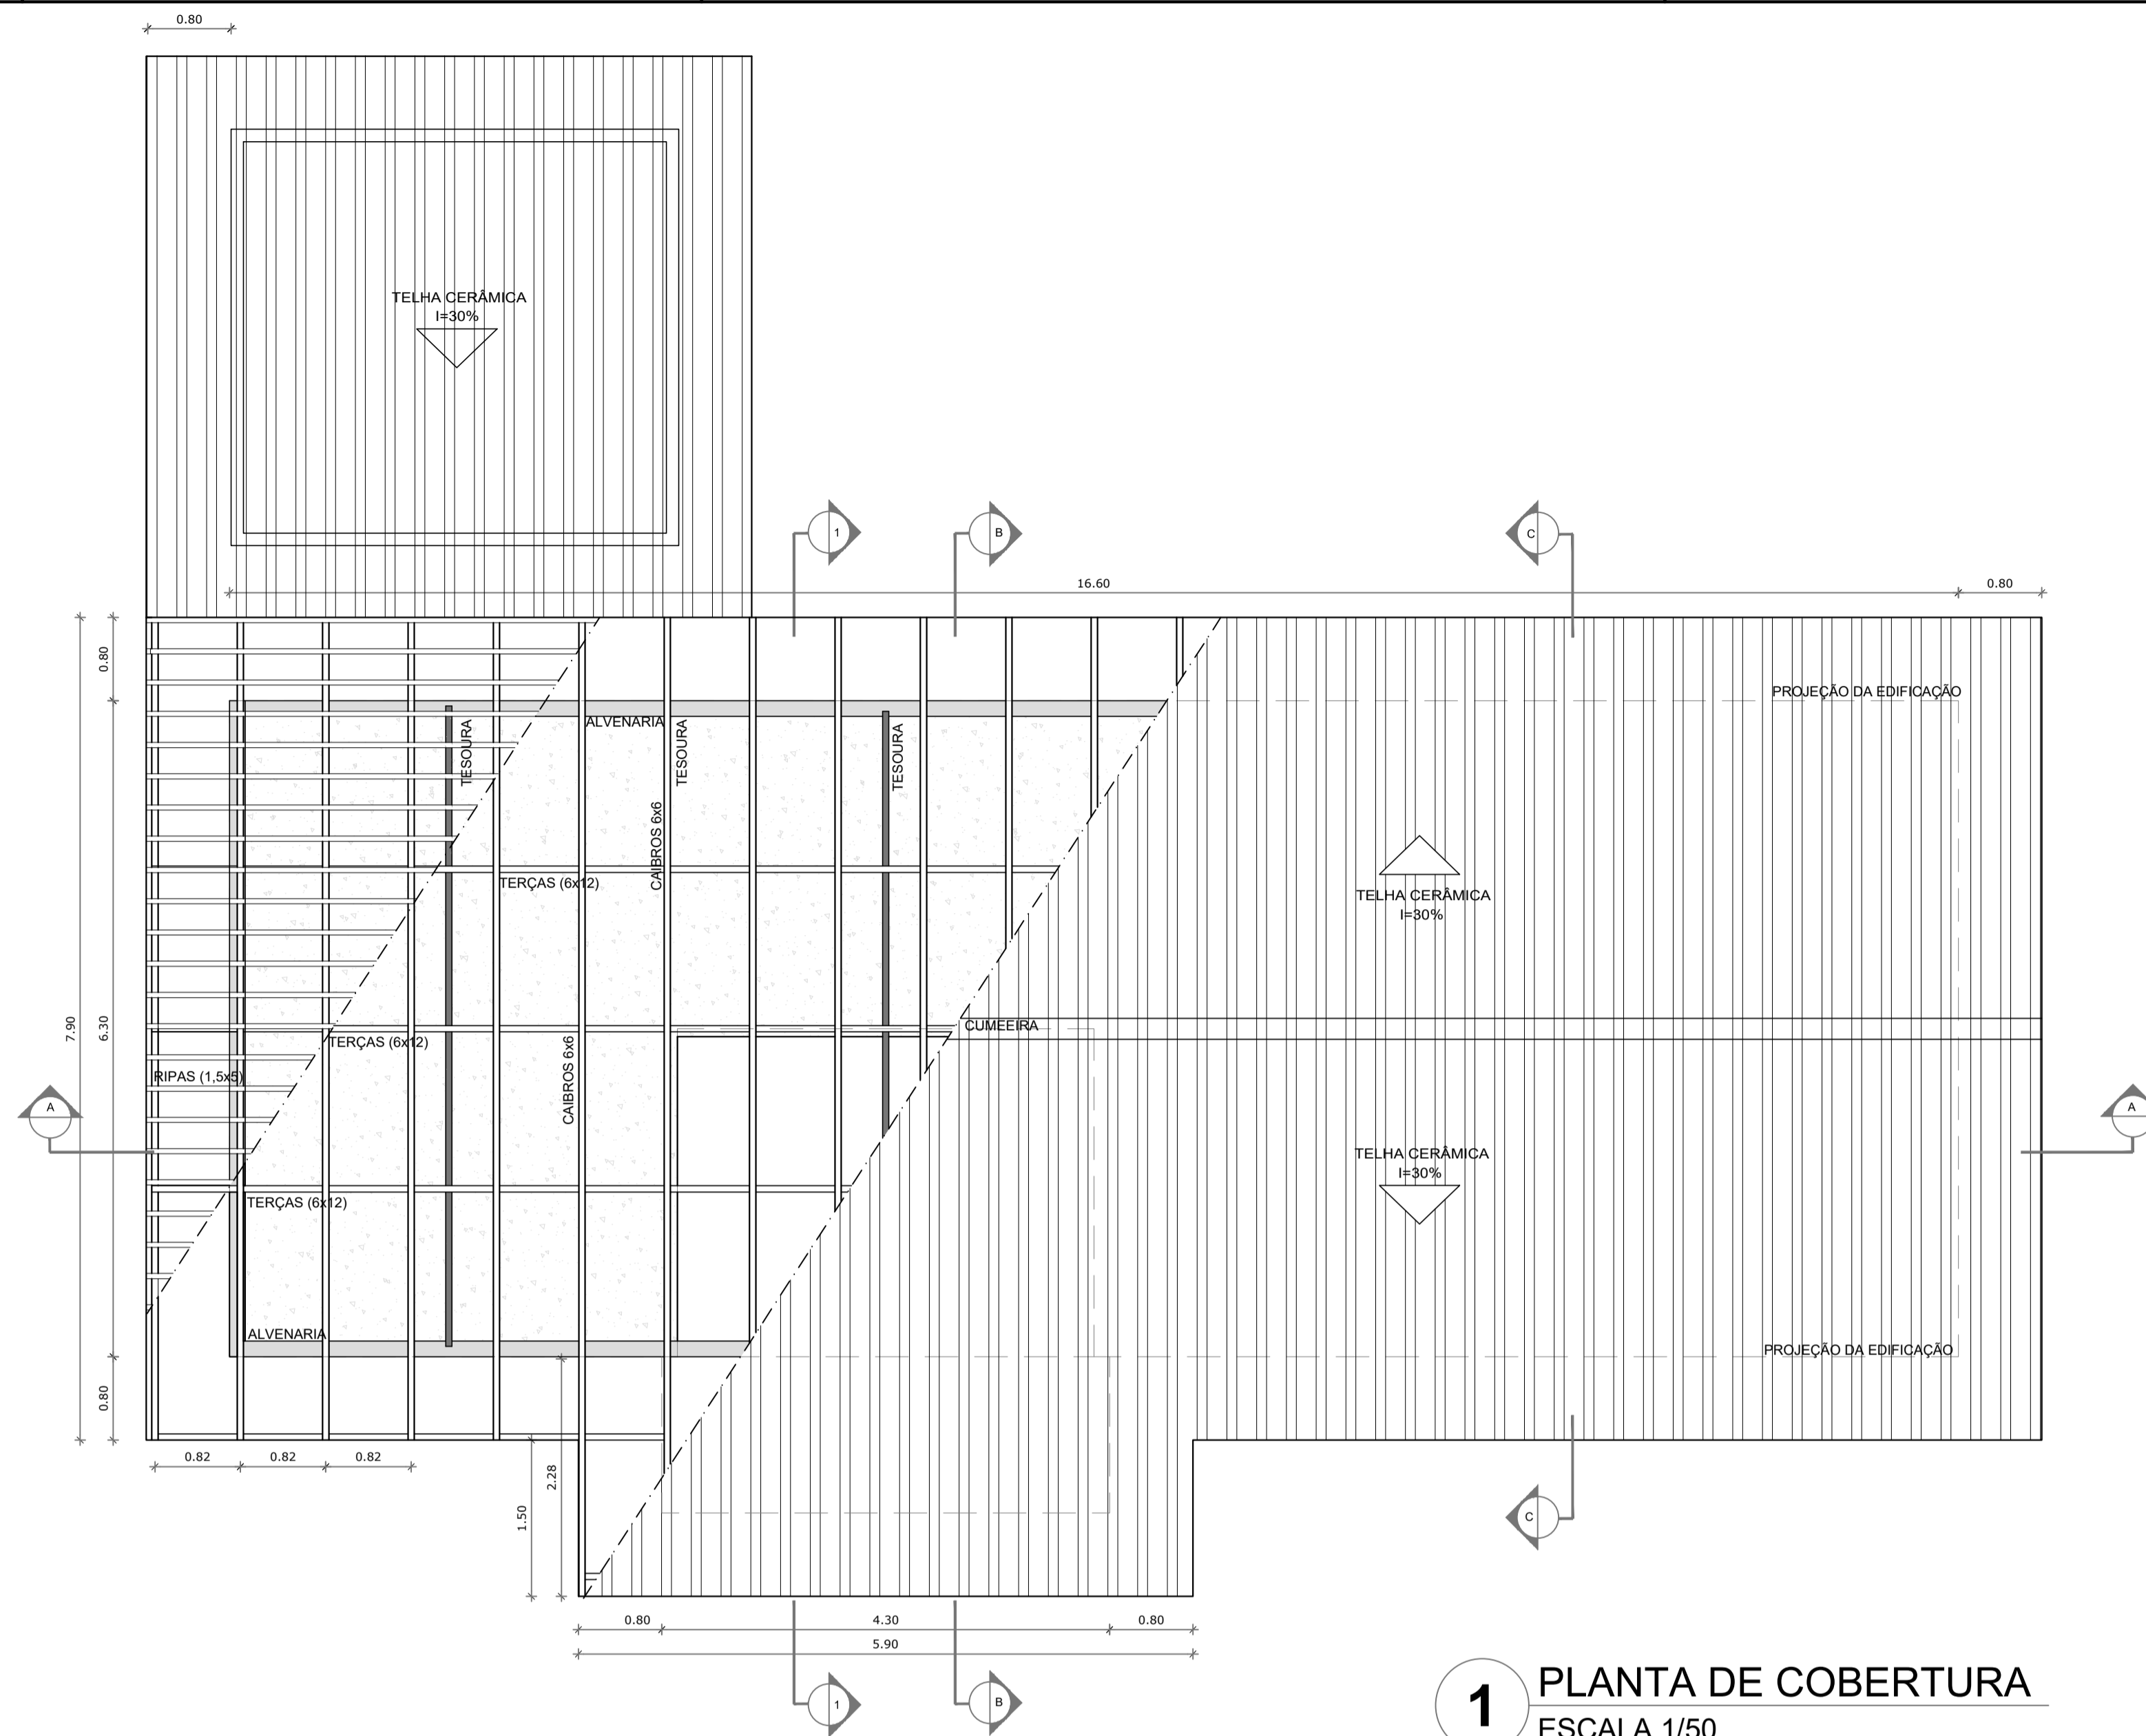 0.80
TELHA CERÂMICA
I=30%
1
B
C
16.60
0.80
0.80
PROJEÇÃO DA EDIFICAÇÃO
ALVENARIA
TESOURA
TESOURA
TESOURA
CAIBROS 6x6
TERÇAS (6x12)
TELHA CERÂMICA
I=30%
7.90
6.30
CUMEEIRA
TERÇAS (6x12)
CAIBROS 6x6
RIPAS (1,5x5)
A
A
TELHA CERÂMICA
I=30%
TERÇAS (6x12)
ALVENARIA
PROJEÇÃO DA EDIFICAÇÃO
0.80
0.82
0.82
0.82
2.28
1.50
C
0.80
4.30
0.80
5.90
1
B
1
PLANTA DE COBERTURA
ESCALA 1/50